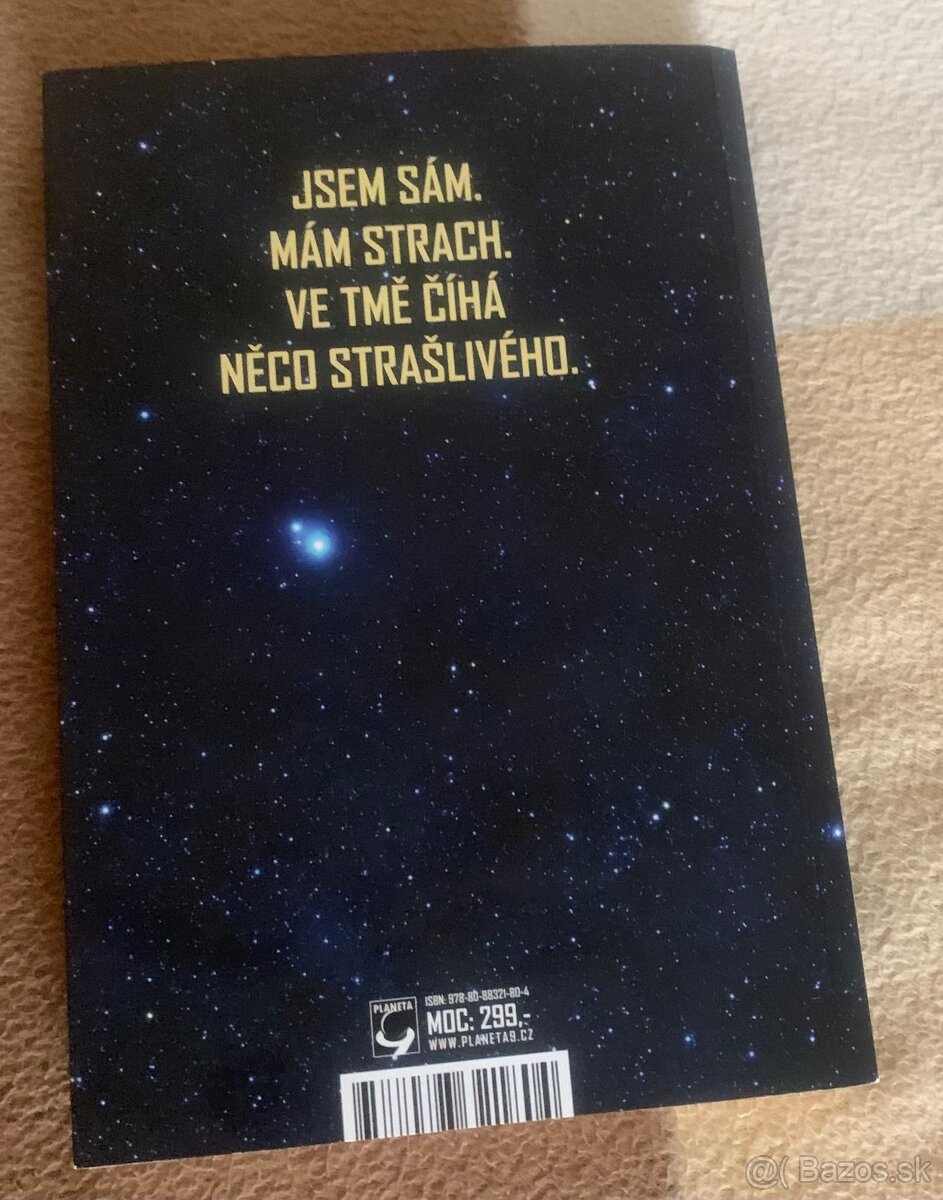 JSEM SÁM.
MÁM STRACH.
VE TMĚ ČÍHÁ
NĚCO STRAŠLIVÉHO.
PLANETA
9
ISBN: 978-80-88321-80-4
MOC: 299,-
WWW.PLANETA9.CZ
@( Bazos.sk